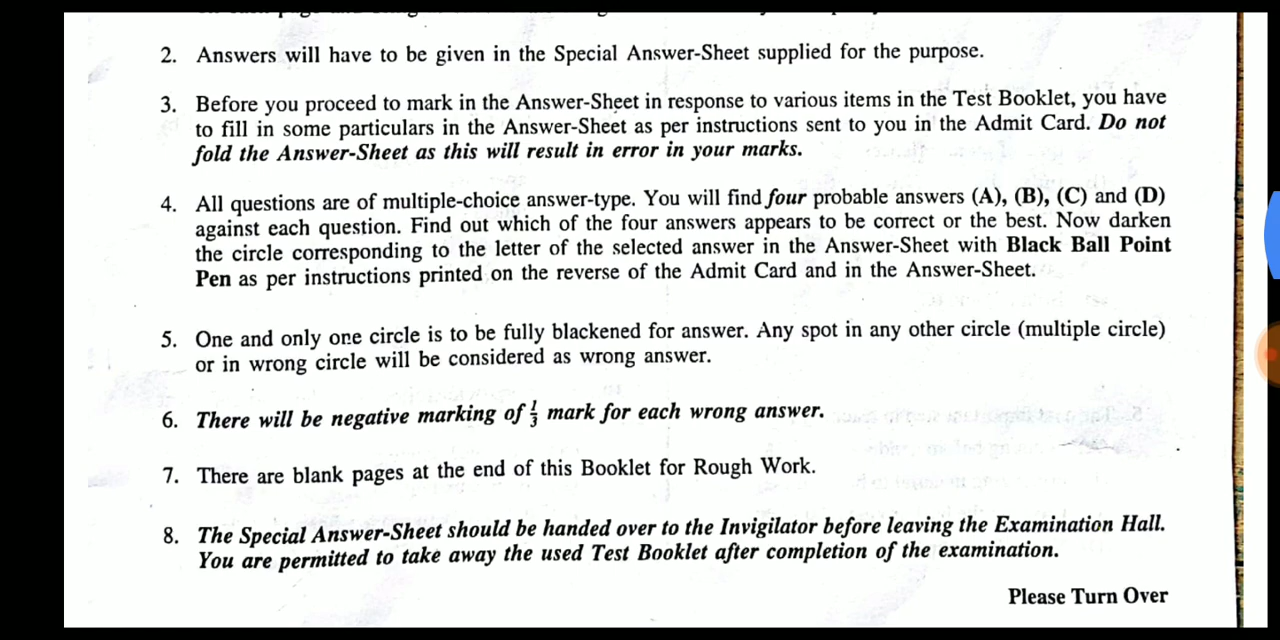 2. Answers will have to be given in the Special Answer-Sheet supplied for the purpose.
3. Before you proceed to mark in the Answer-Sheet in response to various items in the Test Booklet, you have
to fill in some particulars in the Answer-Sheet as per instructions sent to you in the Admit Card. Do not
fold the Answer-Sheet as this will result in error in your marks.
4. All questions are of multiple-choice answer-type. You will find four probable answers (A), (B), (C) and (D)
against each question. Find out which of the four answers appears to be correct or the best. Now darken
the circle corresponding to the letter of the selected answer in the Answer-Sheet with Black Ball Point
Pen as per instructions printed on the reverse of the Admit Card and in the Answer-Sheet.
5. One and only one circle is to be fully blackened for answer. Any spot in any other circle (multiple circle)
or in wrong circle will be considered as wrong answer.
6. There will be negative marking of 1/3 mark for each wrong answer.
7. There are blank pages at the end of this Booklet for Rough Work.
8. The Special Answer-Sheet should be handed over to the Invigilator before leaving the Examination Hall.
You are permitted to take away the used Test Booklet after completion of the examination.
Please Turn Over